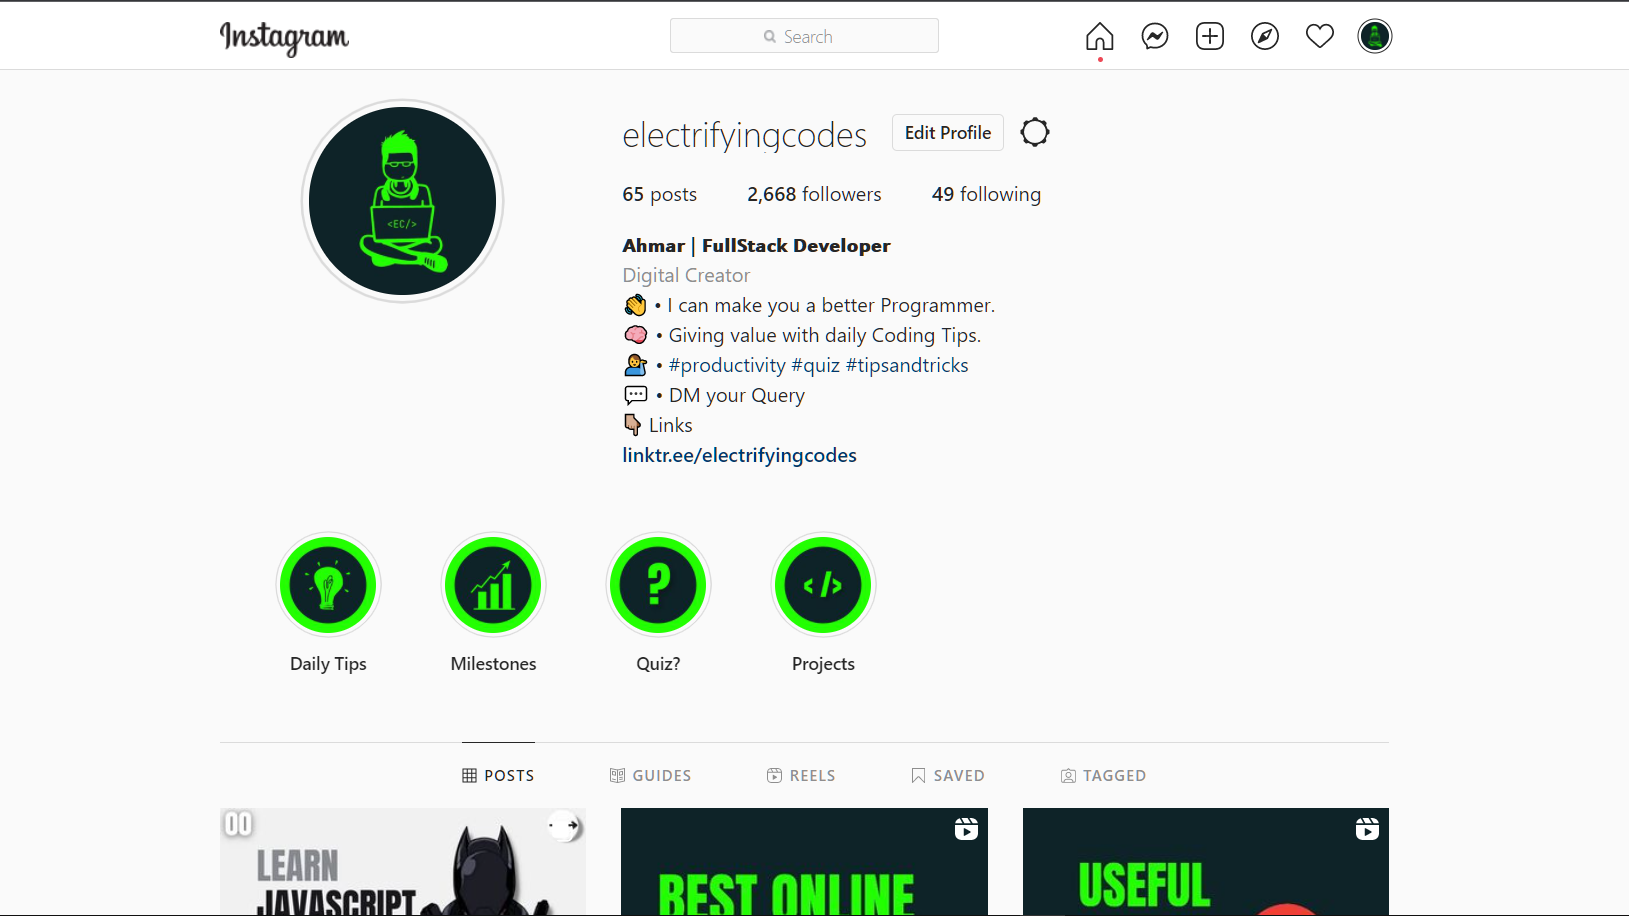 Instagram
Search
electrifyingcodes
Edit Profile
65 posts 2,668 followers 49 following
Ahmar | FullStack Developer
Digital Creator
👋 • I can make you a better Programmer.
🧠 • Giving value with daily Coding Tips.
💁‍♂️ • #productivity #quiz #tipsandtricks
💬 • DM your Query
👇🏽 Links
linktr.ee/electrifyingcodes
<EC/>
?
</>
Daily Tips Milestones Quiz? Projects
POSTS GUIDES REELS SAVED TAGGED
LEARN
JAVASCRIPT
BEST ONLINE
USEFUL